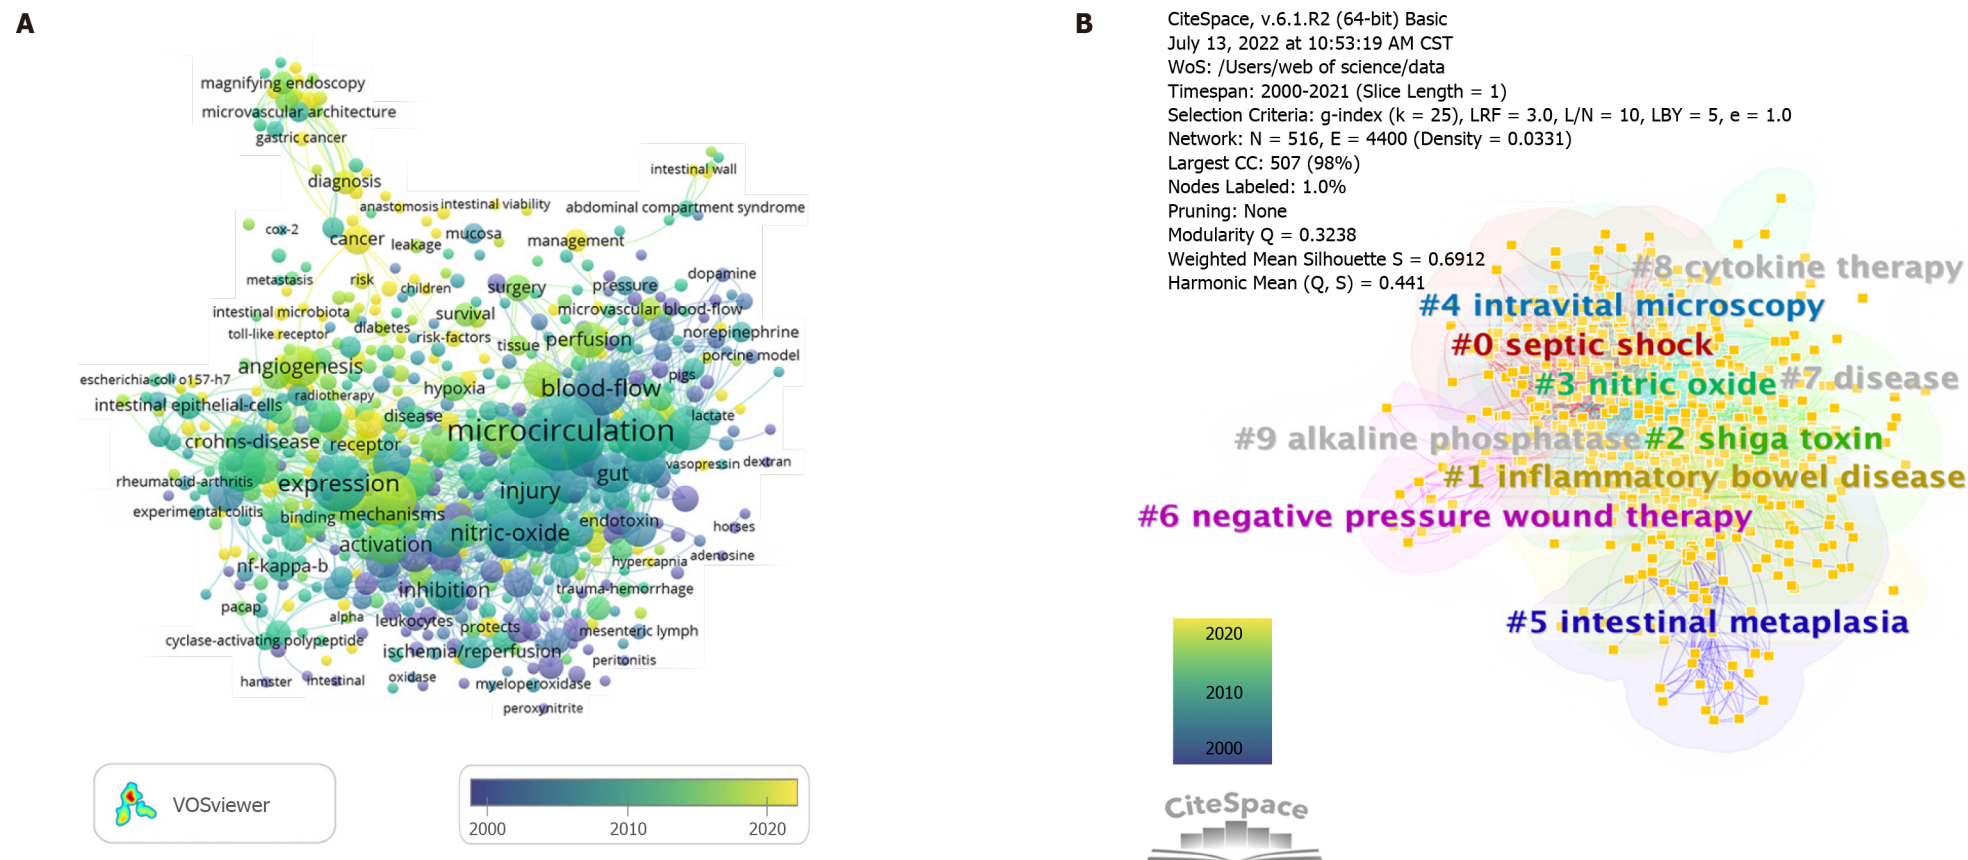 A
magnifying endoscopy
microvascular architecture
gastric cancer
intestinal wall
diagnosis
anastomosis intestinal viability
abdominal compartment syndrome
cox-2
cancer
leakage
mucosa
management
metastasis
risk
children
surgery
pressure
dopamine
intestinal microbiota
survival
microvascular blood-flow
toll-like receptor
diabetes
risk-factors
tissue
perfusion
norepinephrine
porcine model
angiogenesis
escherichia-coli o157-h7
radiotherapy
hypoxia
blood-flow
pigs
intestinal epithelial-cells
disease
lactate
crohns-disease
receptor
microcirculation
vasopressin
dextran
rheumatoid-arthritis
expression
injury
gut
experimental colitis
binding
mechanisms
nitric-oxide
endotoxin
horses
activation
adenosine
nf-kappa-b
hypercapnia
inhibition
trauma-hemorrhage
pacap
alpha
leukocytes
protects
mesenteric lymph
cyclase-activating polypeptide
ischemia/reperfusion
peritonitis
hamster
intestinal
oxidase
myeloperoxidase
peroxynitrite
VOSviewer
2000
2010
2020
B
CiteSpace, v.6.1.R2 (64-bit) Basic
July 13, 2022 at 10:53:19 AM CST
WoS: /Users/web of science/data
Timespan: 2000-2021 (Slice Length = 1)
Selection Criteria: g-index (k = 25), LRF = 3.0, L/N = 10, LBY = 5, e = 1.0
Network: N = 516, E = 4400 (Density = 0.0331)
Largest CC: 507 (98%)
Nodes Labeled: 1.0%
Pruning: None
Modularity Q = 0.3238
Weighted Mean Silhouette S = 0.6912
Harmonic Mean (Q, S) = 0.441
#8 cytokine therapy
#4 intravital microscopy
#0 septic shock
#3 nitric oxide
#7 disease
#9 alkaline phosphatase
#2 shiga toxin
#1 inflammatory bowel disease
#6 negative pressure wound therapy
#5 intestinal metaplasia
2020
2010
2000
CiteSpace